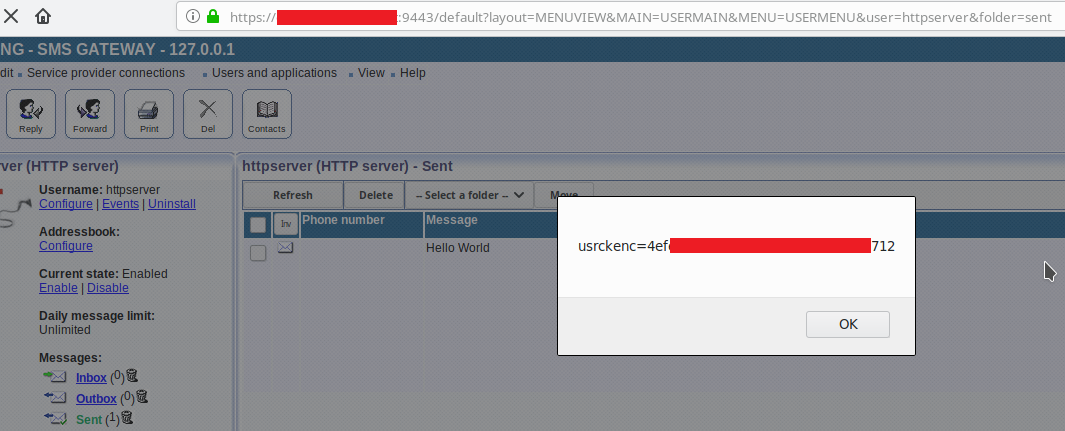 https:// :9443/default?layout=MENUVIEW&MAIN=USERMAIN&MENU=USERMENU&user=httpserver&folder=sent
NG - SMS GATEWAY - 127.0.0.1
dit Service provider connections Users and applications View Help
Reply Forward Print Del Contacts
rver (HTTP server)
Username: httpserver
Configure | Events | Uninstall
Addressbook:
Configure
Current state: Enabled
Enable | Disable
Daily message limit:
Unlimited
Messages:
Inbox (0)
Outbox (0)
Sent (1)
httpserver (HTTP server) - Sent
Refresh Delete -- Select a folder -- Move
Inv Phone number Message
Hello World
usrckenc=4ef 712
OK